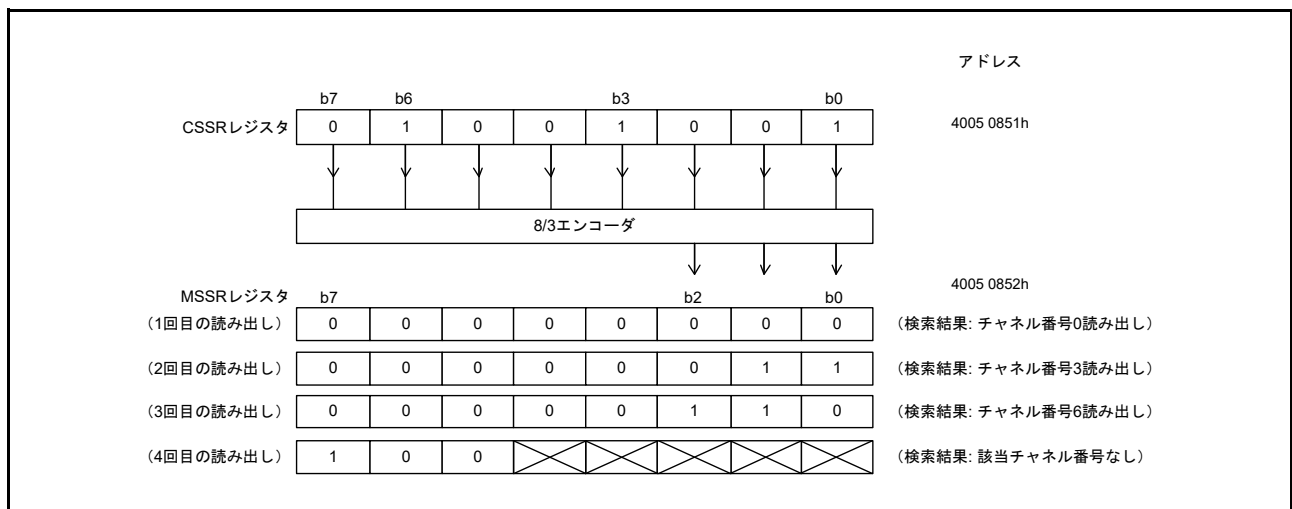 アドレス
b7 b6 b3 b0
CSSRレジスタ 0 1 0 0 1 0 0 1 4005 0851h
8/3エンコーダ
4005 0852h
MSSRレジスタ b7 b2 b0
（1回目の読み出し） 0 0 0 0 0 0 0 0 （検索結果: チャネル番号0読み出し）
（2回目の読み出し） 0 0 0 0 0 0 1 1 （検索結果: チャネル番号3読み出し）
（3回目の読み出し） 0 0 0 0 0 1 1 0 （検索結果: チャネル番号6読み出し）
（4回目の読み出し） 1 0 0 （検索結果: 該当チャネル番号なし）